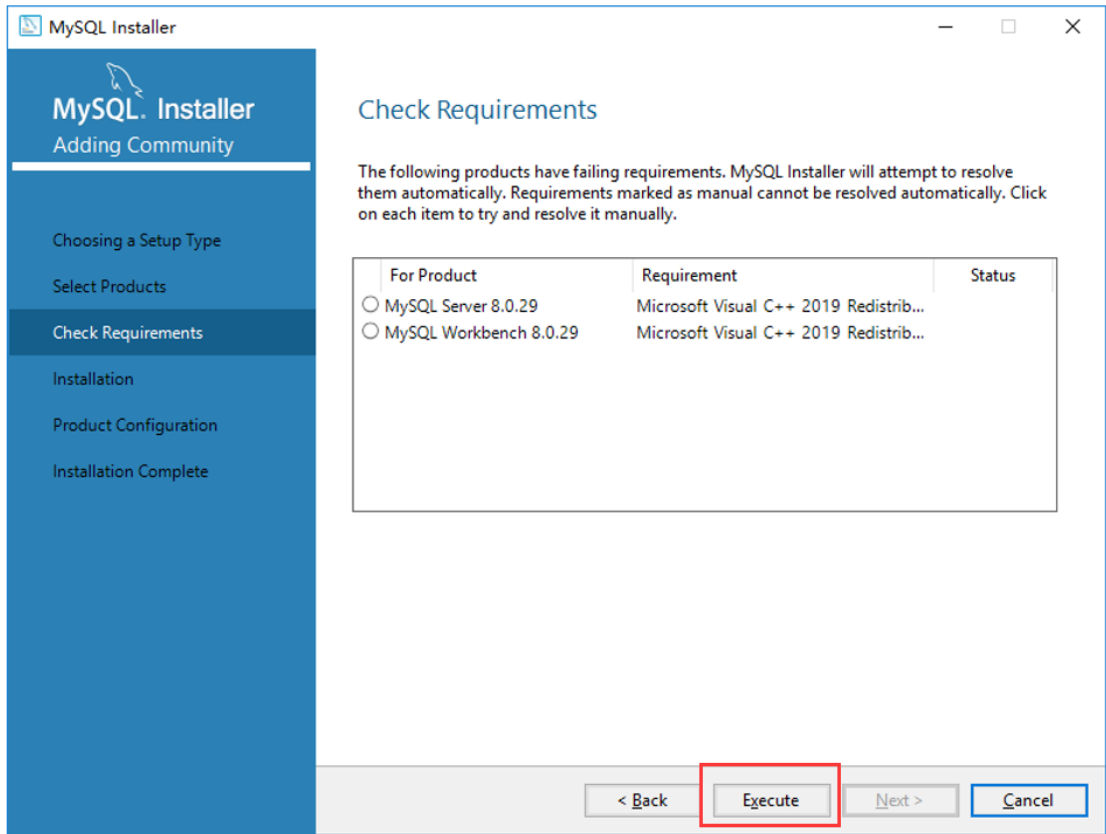 MySQL Installer
MySQL. Installer
Adding Community
Choosing a Setup Type
Select Products
Check Requirements
Installation
Product Configuration
Installation Complete
Check Requirements
The following products have failing requirements. MySQL Installer will attempt to resolve
them automatically. Requirements marked as manual cannot be resolved automatically. Click
on each item to try and resolve it manually.
For Product Requirement Status
MySQL Server 8.0.29 Microsoft Visual C++ 2019 Redistrib...
MySQL Workbench 8.0.29 Microsoft Visual C++ 2019 Redistrib...
< Back Execute Next > Cancel